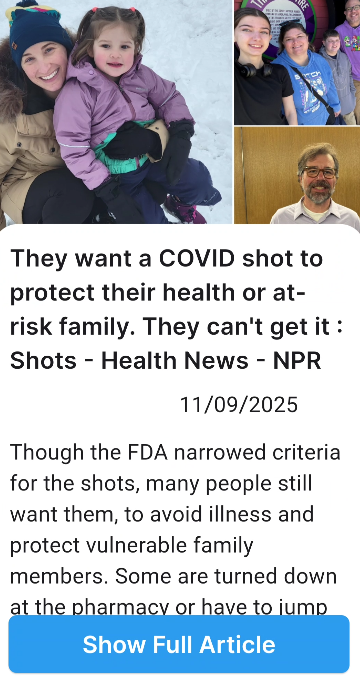 They want a COVID shot to
protect their health or at-
risk family. They can't get it :
Shots - Health News - NPR
11/09/2025
Though the FDA narrowed criteria
for the shots, many people still
want them, to avoid illness and
protect vulnerable family
members. Some are turned down
at the pharmacy or have to jump
Show Full Article